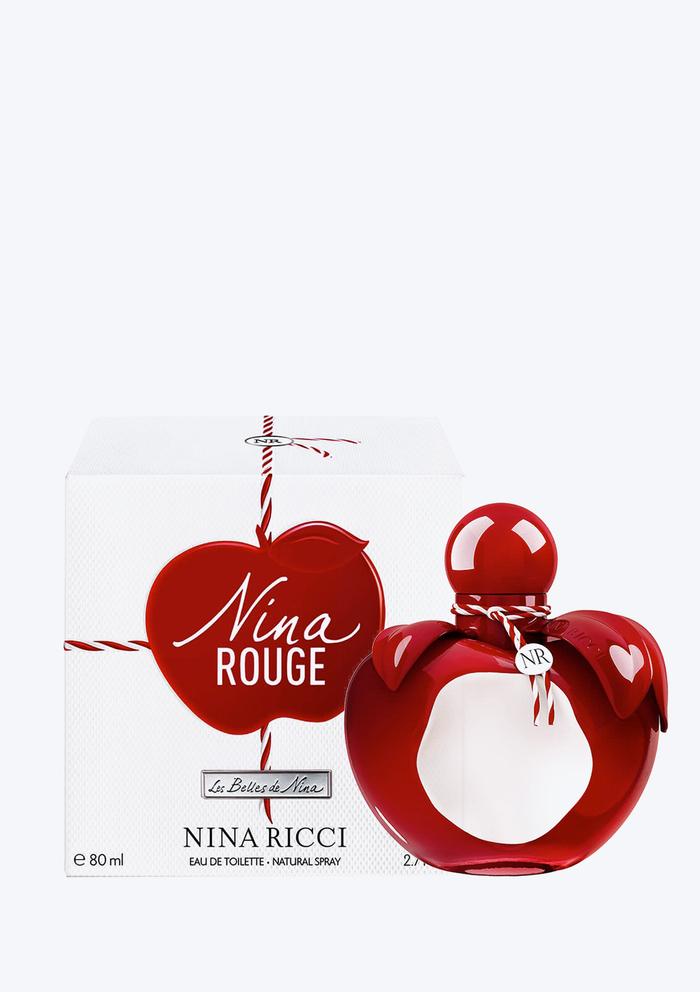 NR
Nina
ROUGE
NR
Les Belles de Nina
NINA RICCI
EAU DE TOILETTE • NATURAL SPRAY
℮ 80 ml
2.7